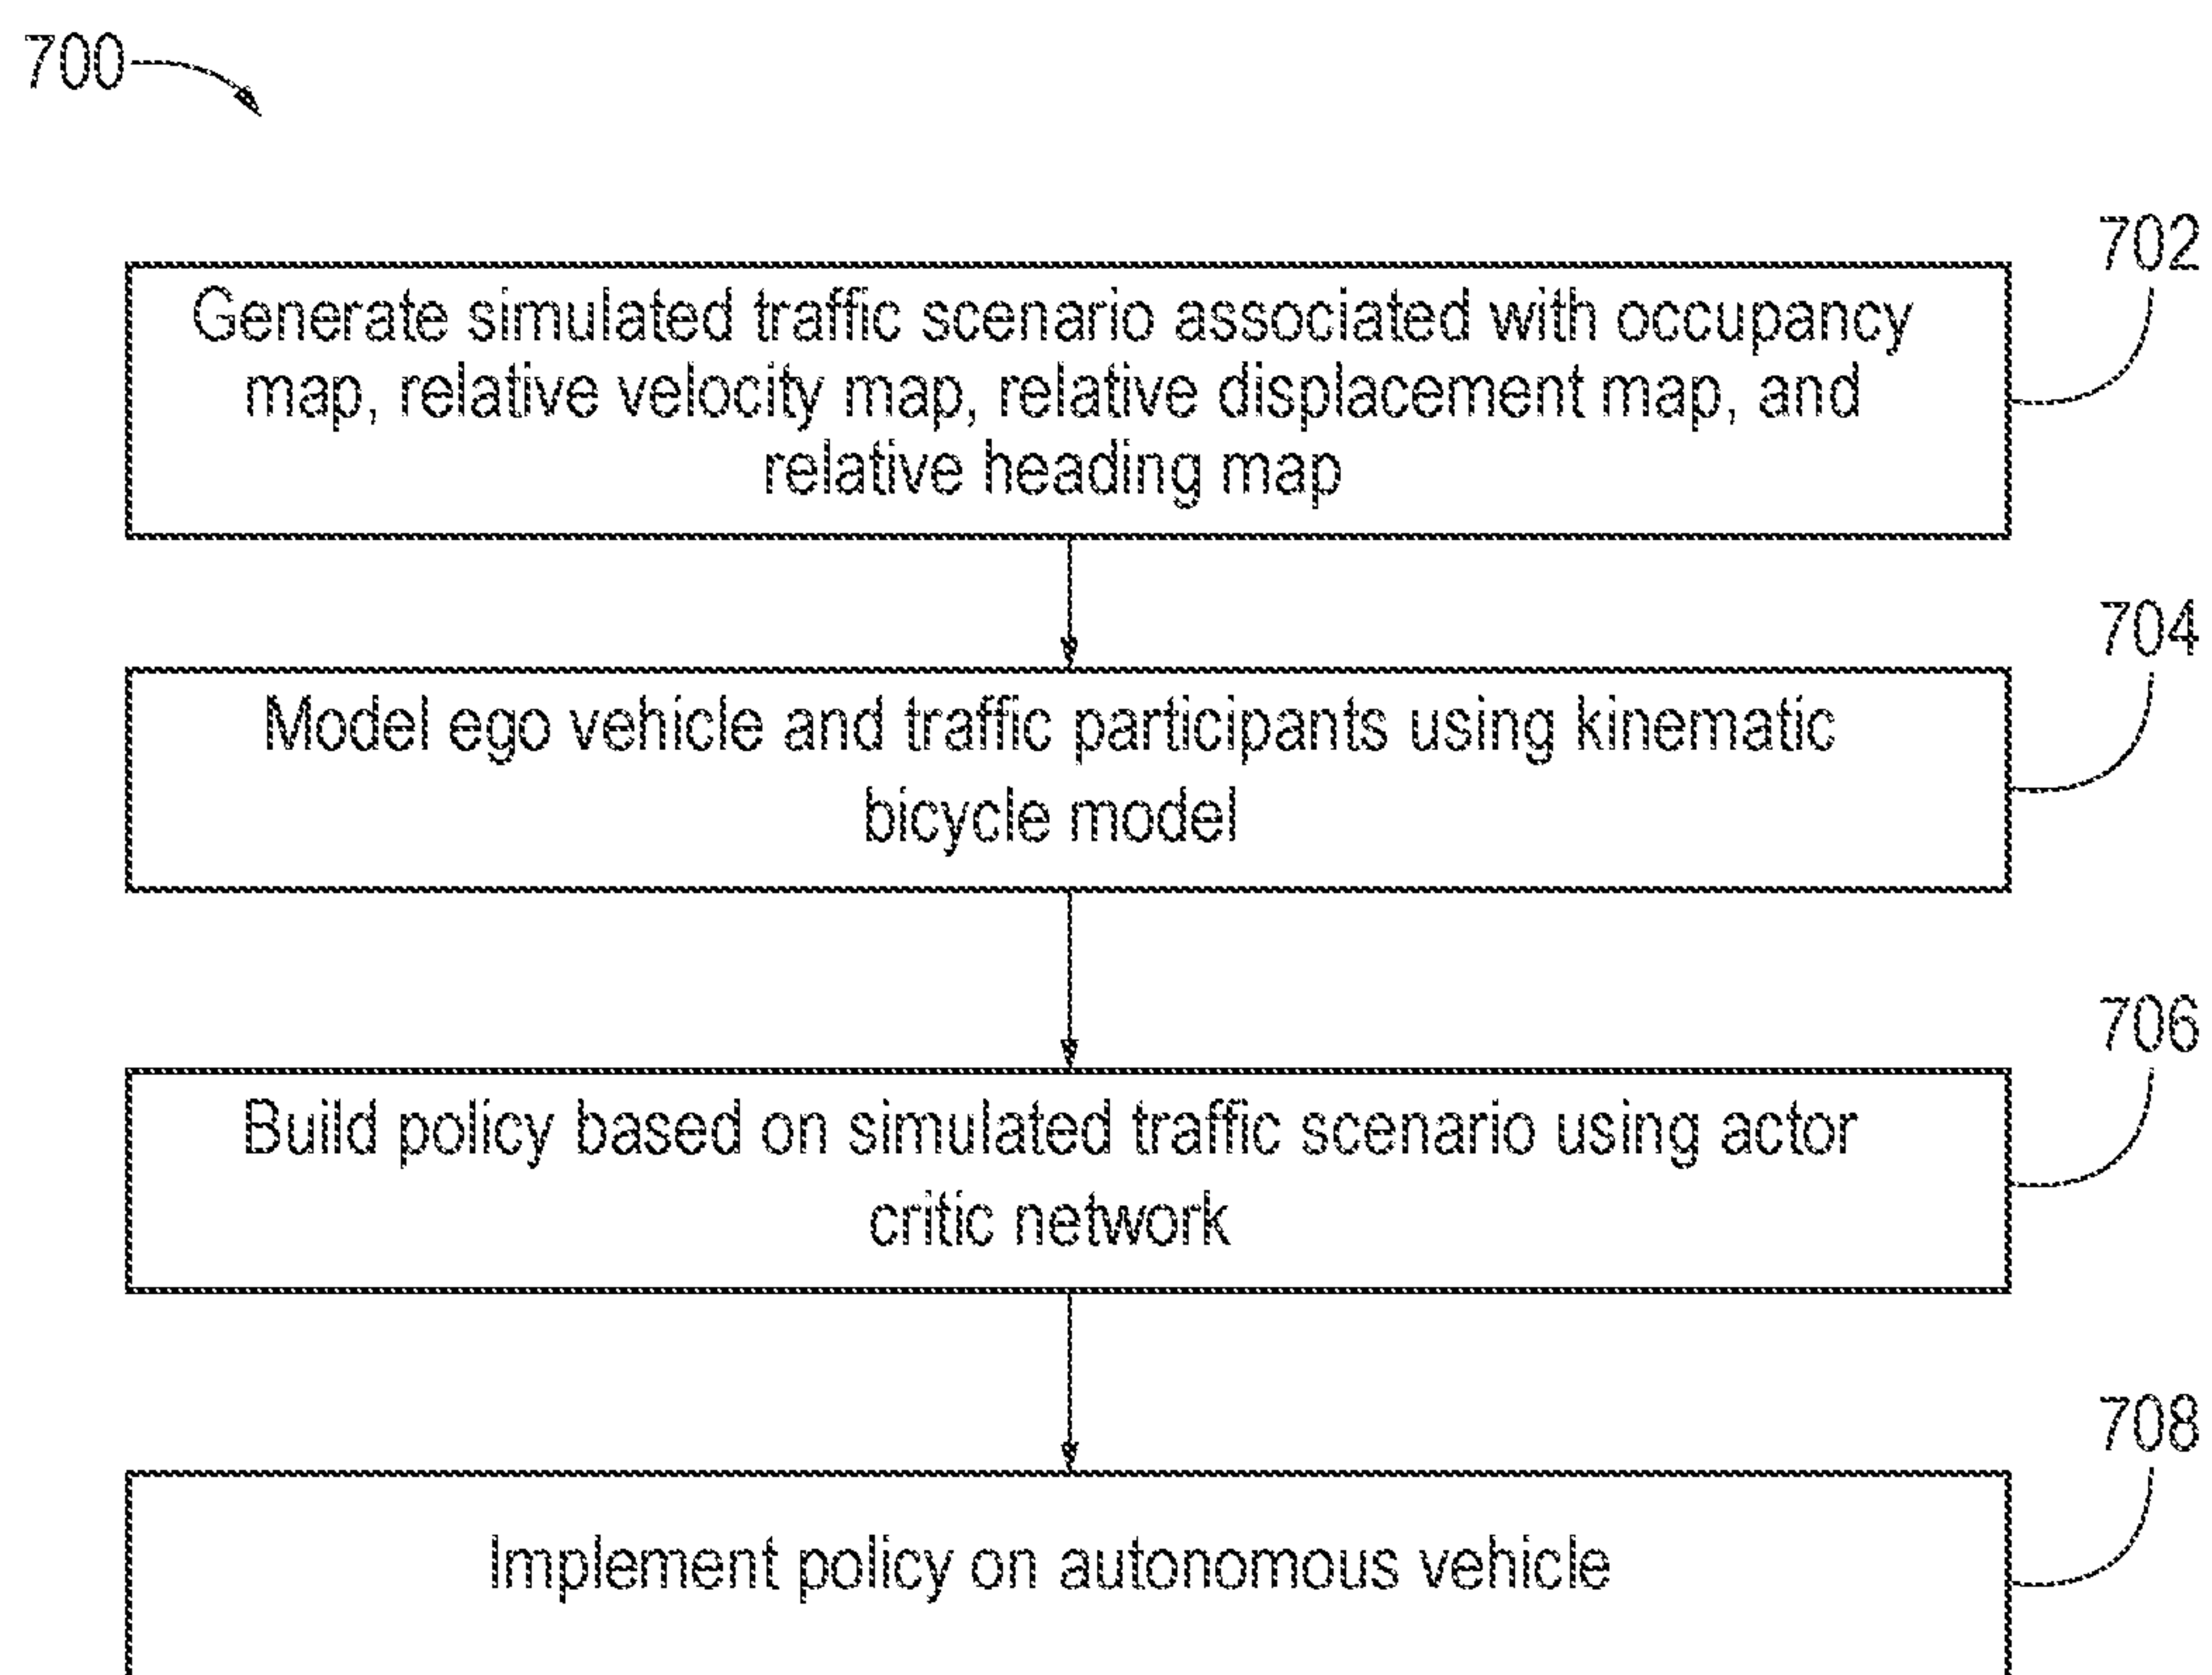 700
702
Generate simulated traffic scenario associated with occupancy
map, relative velocity map, relative displacement map, and
relative heading map
704
Model ego vehicle and traffic participants using kinematic
bicycle model
706
Build policy based on simulated traffic scenario using actor
critic network
708
Implement policy on autonomous vehicle